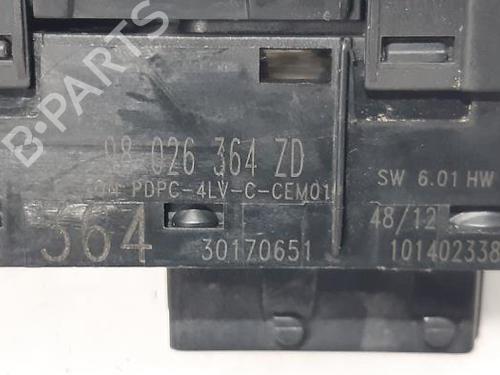 B-PARTS
98 026 364 ZD
PDPC-4LV-C-CEM01
SW 6.01 HW
364
30170651
48/12
101402338